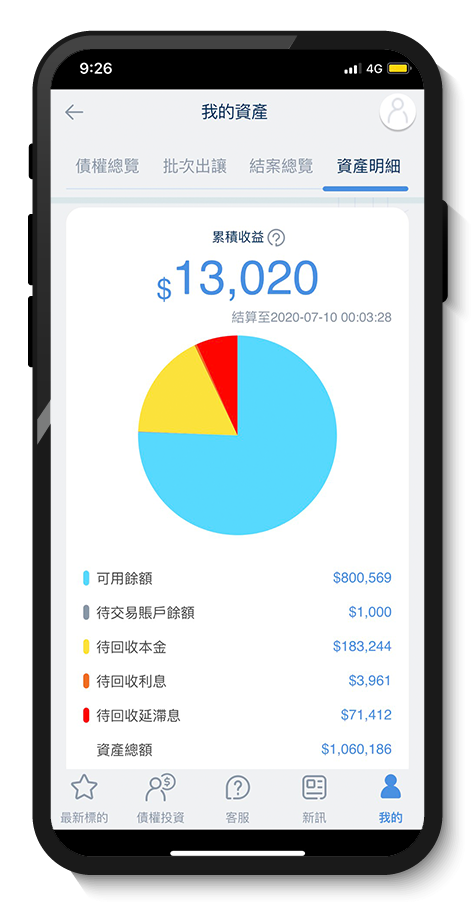 9:26 4G
我的資產
債權總覽 批次出讓 結案總覽 資產明細
累積收益 ?
$13,020
結算至2020-07-10 00:03:28
可用餘額 $800,569
待交易賬戶餘額 $1,000
待回收本金 $183,244
待回收利息 $3,961
待回收延滯息 $71,412
資產總額 $1,060,186
$ ?
最新標的 債權投資 客服 新訊 我的